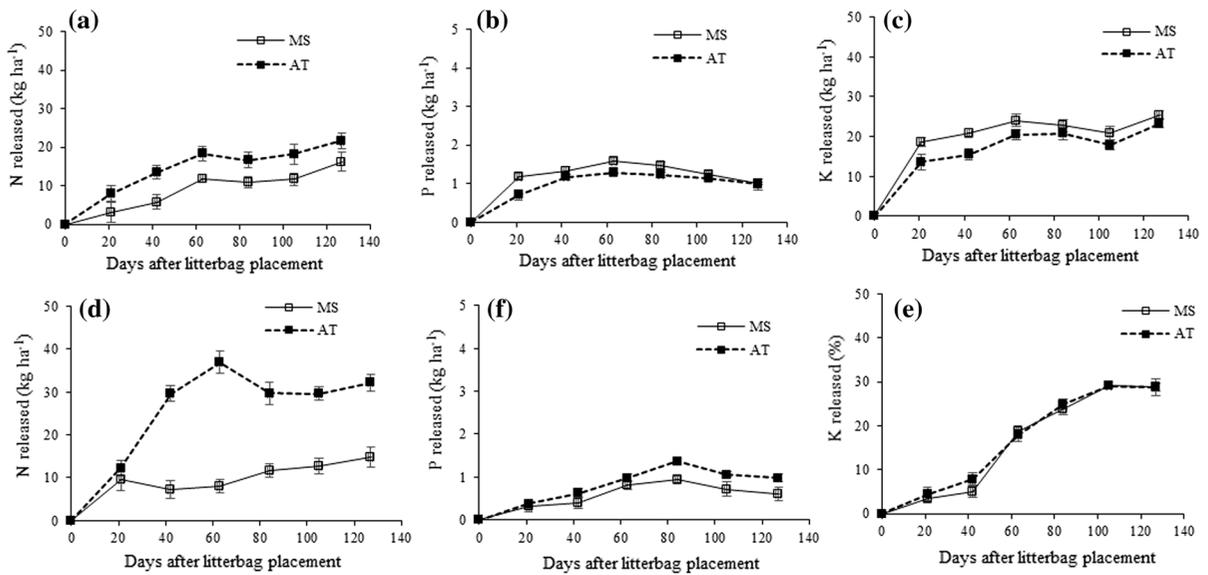 (a)
N released (kg ha-1)
50
40
30
20
10
0
MS
AT
0 20 40 60 80 100 120 140
Days after litterbag placement
(b)
P released (kg ha-1)
5
4
3
2
1
0
MS
AT
0 20 40 60 80 100 120 140
Days after litterbag placement
(c)
K released (kg ha-1)
50
40
30
20
10
0
MS
AT
0 20 40 60 80 100 120 140
Days after litterbag placement
(d)
N released (kg ha-1)
50
40
30
20
10
0
MS
AT
0 20 40 60 80 100 120 140
Days after litterbag placement
(f)
P released (kg ha-1)
5
4
3
2
1
0
MS
AT
0 20 40 60 80 100 120 140
Days after litterbag placement
(e)
K released (%)
50
40
30
20
10
0
MS
AT
0 20 40 60 80 100 120 140
Days after litterbag placement